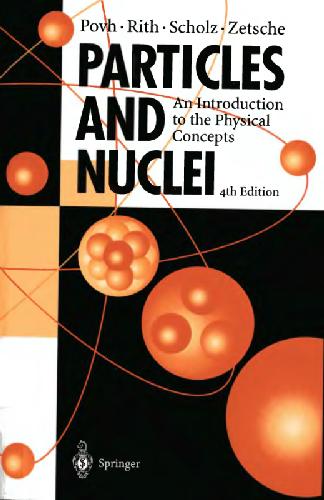 Povh · Rith · Scholz · Zetsche
PARTICLES
AND
An Introduction
to the Physical
Concepts
NUCLEI
4th Edition
Springer